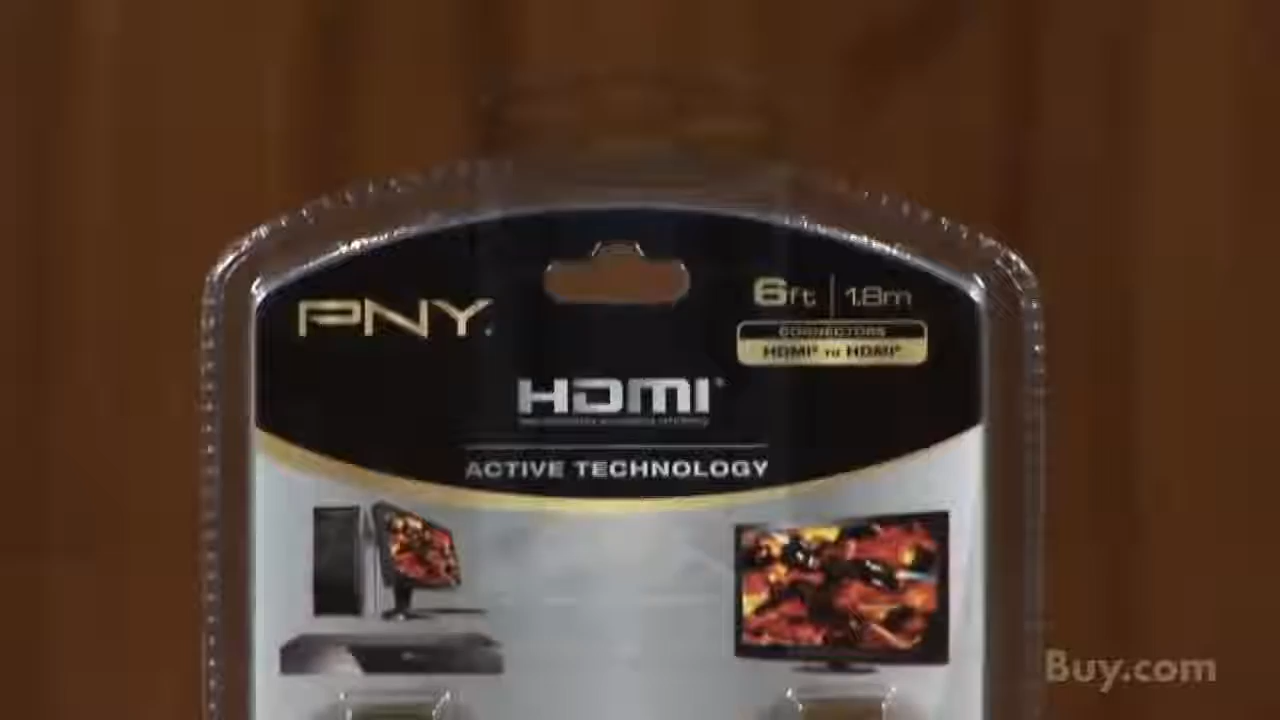 PNY
6ft | 1.8m
CONNECTORS
HDMI® to HDMI®
HDMI
ACTIVE TECHNOLOGY
Buy.com